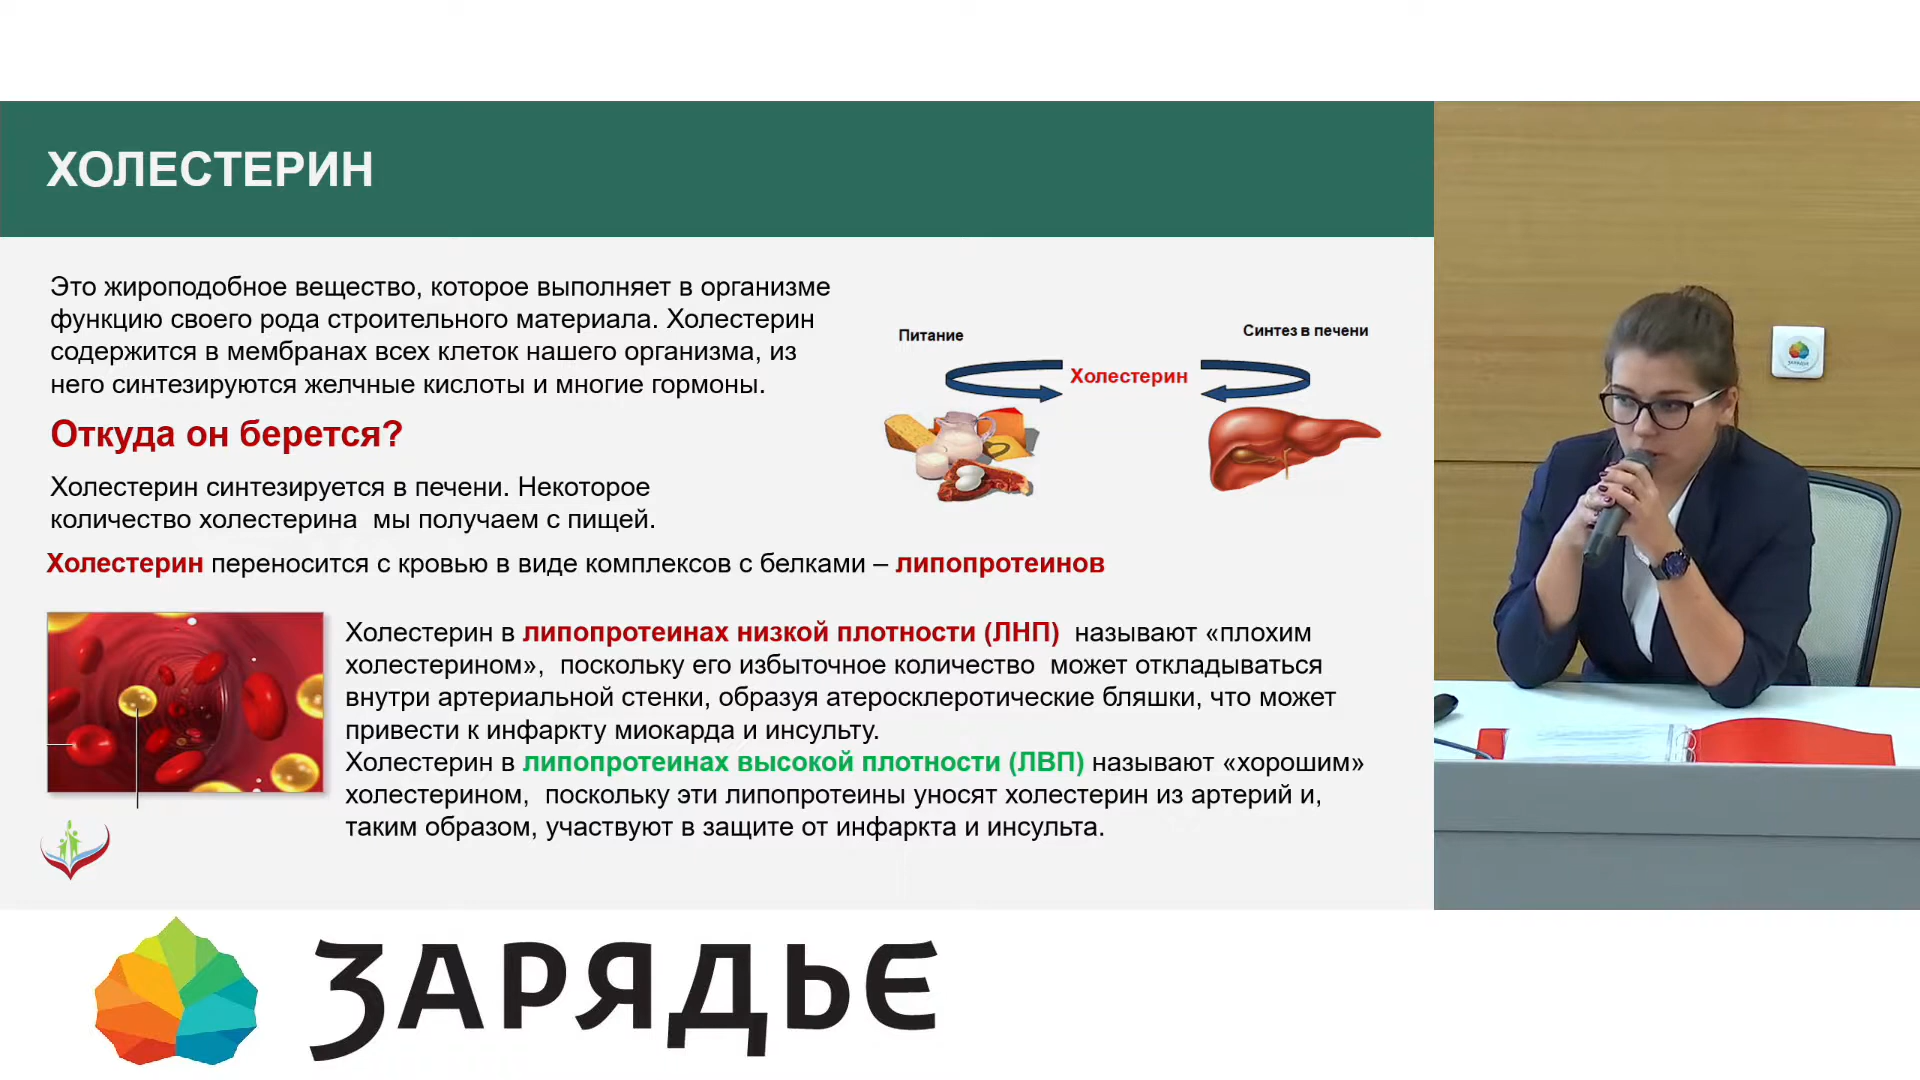 ХОЛЕСТЕРИН
Это жироподобное вещество, которое выполняет в организме
функцию своего рода строительного материала. Холестерин
содержится в мембранах всех клеток нашего организма, из
него синтезируются желчные кислоты и многие гормоны.
Питание
Синтез в печени
Холестерин
Откуда он берется?
Холестерин синтезируется в печени. Некоторое
количество холестерина мы получаем с пищей.
Холестерин переносится с кровью в виде комплексов с белками – липопротеинов
Холестерин в липопротеинах низкой плотности (ЛНП) называют «плохим
холестерином», поскольку его избыточное количество может откладываться
внутри артериальной стенки, образуя атеросклеротические бляшки, что может
привести к инфаркту миокарда и инсульту.
Холестерин в липопротеинах высокой плотности (ЛВП) называют «хорошим»
холестерином, поскольку эти липопротеины уносят холестерин из артерий и,
таким образом, участвуют в защите от инфаркта и инсульта.
ЗАРЯДЬЕ
ЗАРЯДЬЕ